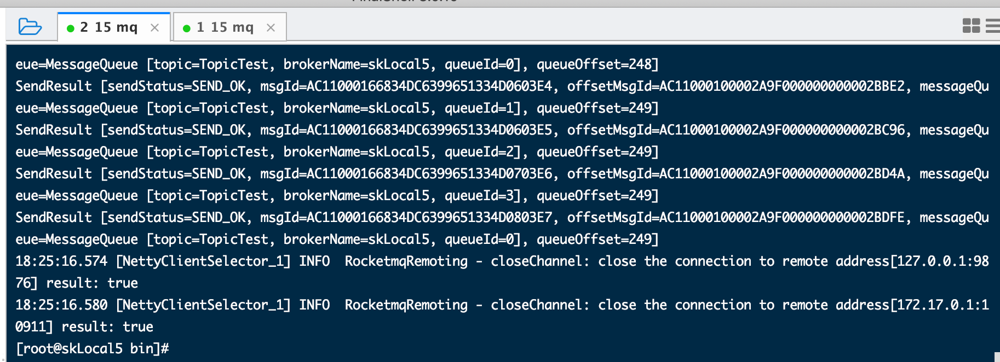 2 15 mq
1 15 mq
eue=MessageQueue [topic=TopicTest, brokerName=skLocal5, queueId=0], queueOffset=248]
SendResult [sendStatus=SEND_OK, msgId=AC11000166834DC6399651334D0603E4, offsetMsgId=AC11000100002A9F000000000002BBE2, messageQu
eue=MessageQueue [topic=TopicTest, brokerName=skLocal5, queueId=1], queueOffset=249]
SendResult [sendStatus=SEND_OK, msgId=AC11000166834DC6399651334D0603E5, offsetMsgId=AC11000100002A9F000000000002BC96, messageQu
eue=MessageQueue [topic=TopicTest, brokerName=skLocal5, queueId=2], queueOffset=249]
SendResult [sendStatus=SEND_OK, msgId=AC11000166834DC6399651334D0703E6, offsetMsgId=AC11000100002A9F000000000002BD4A, messageQu
eue=MessageQueue [topic=TopicTest, brokerName=skLocal5, queueId=3], queueOffset=249]
SendResult [sendStatus=SEND_OK, msgId=AC11000166834DC6399651334D0803E7, offsetMsgId=AC11000100002A9F000000000002BDFE, messageQu
eue=MessageQueue [topic=TopicTest, brokerName=skLocal5, queueId=0], queueOffset=249]
18:25:16.574 [NettyClientSelector_1] INFO  RocketmqRemoting - closeChannel: close the connection to remote address[127.0.0.1:98
76] result: true
18:25:16.580 [NettyClientSelector_1] INFO  RocketmqRemoting - closeChannel: close the connection to remote address[172.17.0.1:1
0911] result: true
[root@skLocal5 bin]#